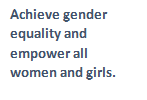 Achieve gender
equality and
empower all
women and girls.